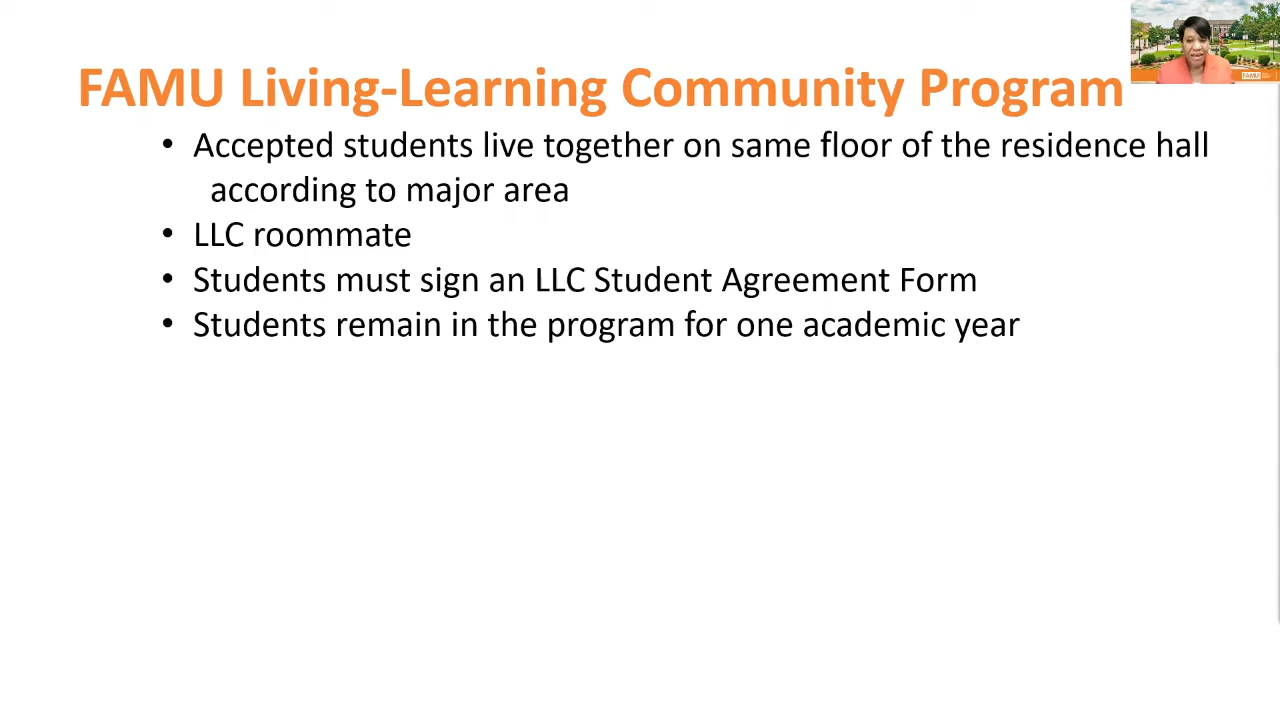 FAMU Living-Learning Community Program
• Accepted students live together on same floor of the residence hall
according to major area
• LLC roommate
• Students must sign an LLC Student Agreement Form
• Students remain in the program for one academic year
FAMU